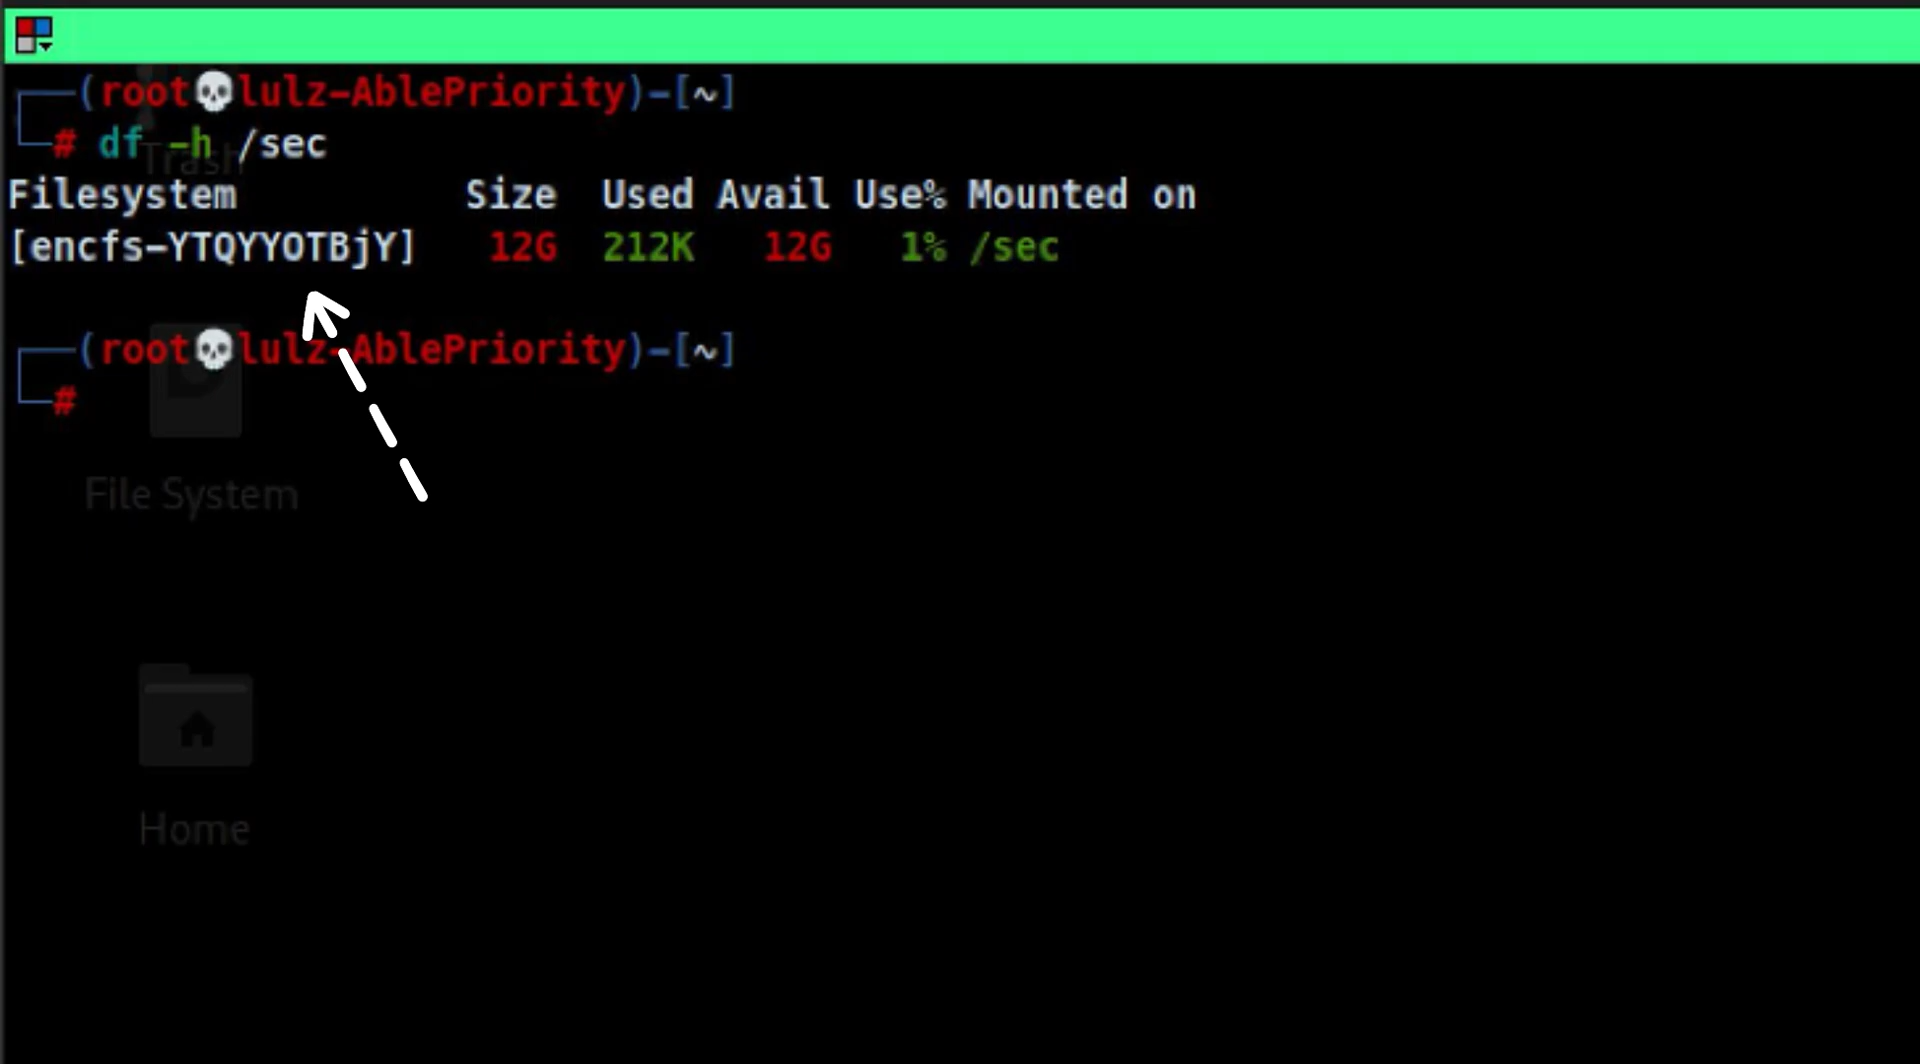 ┌──(root💀lulz-AblePriority)-[~]
└─# df -h /sec
Trash
Filesystem          Size  Used Avail Use% Mounted on
[encfs-YTQYYOTBjY]   12G  212K   12G   1% /sec
┌──(root💀lulz-AblePriority)-[~]
└─#
File System
Home